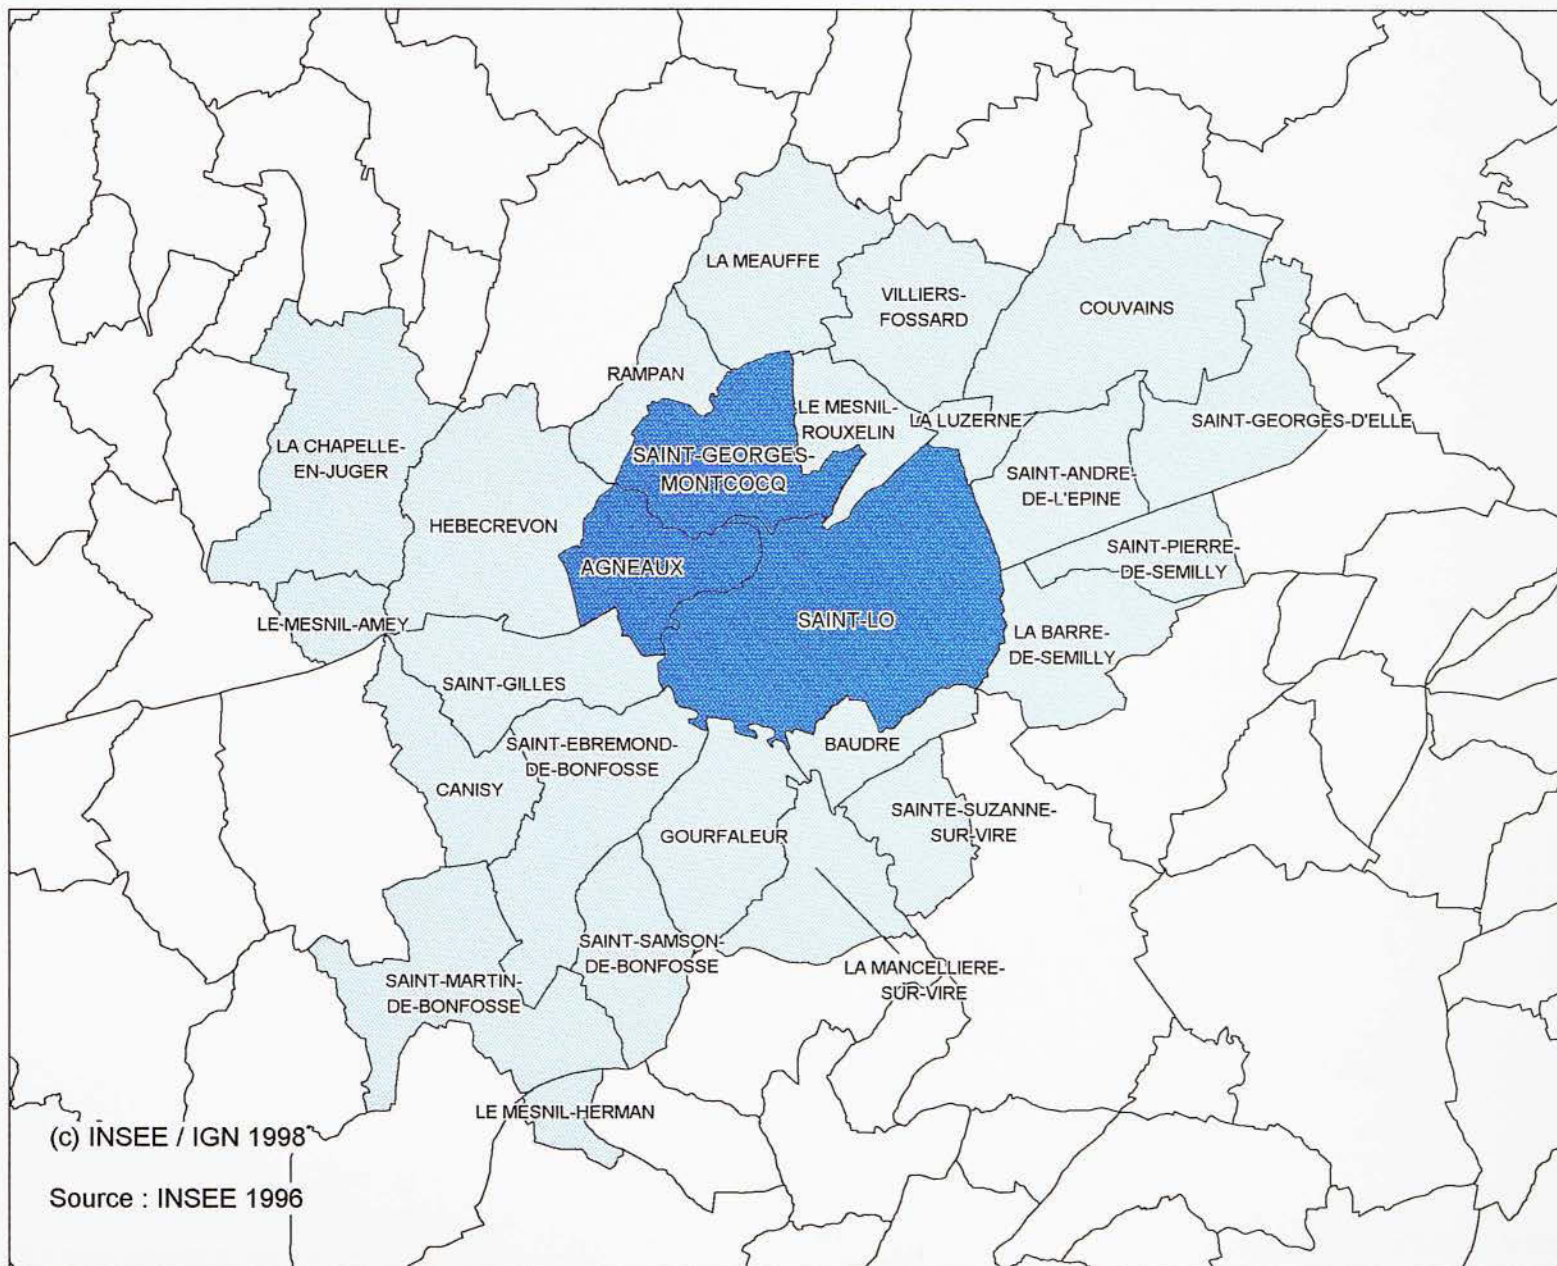 LA MEAUFFE
VILLIERS-
FOSSARD
COUVAINS
RAMPAN
LE MESNIL-
ROUXELIN
LA LUZERNE
SAINT-GEORGES-D'ELLE
LA CHAPELLE-
EN-JUGER
SAINT-GEORGES-
MONTCOCQ
SAINT-ANDRE-
DE-L'EPINE
HEBECREVON
SAINT-PIERRE-
DE-SEMILLY
AGNEAUX
LE-MESNIL-AMEY
SAINT-LO
LA BARRE-
DE-SEMILLY
SAINT-GILLES
SAINT-EBREMOND-
DE-BONFOSSE
BAUDRE
CANISY
SAINTE-SUZANNE-
SUR-VIRE
GOURFALEUR
SAINT-SAMSON-
DE-BONFOSSE
LA MANCELLIERE-
SUR-VIRE
SAINT-MARTIN-
DE-BONFOSSE
LE MESNIL-HERMAN
(c) INSEE / IGN 1998
Source : INSEE 1996